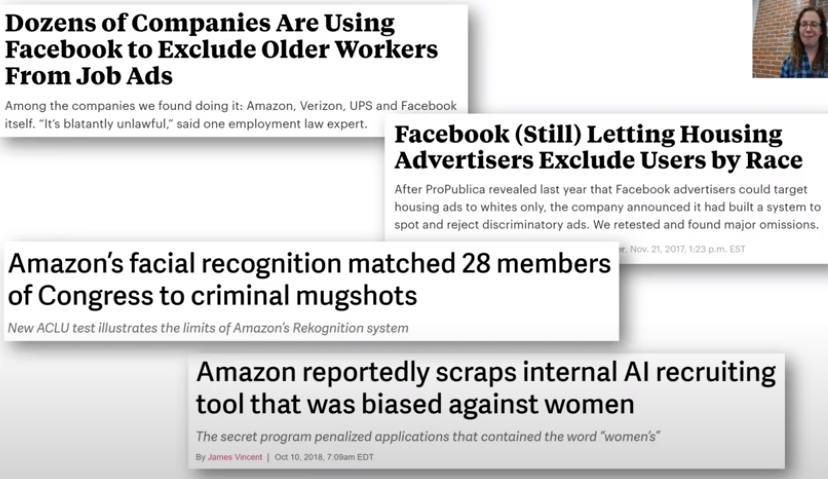 Dozens of Companies Are Using
Facebook to Exclude Older Workers
From Job Ads
Among the companies we found doing it: Amazon, Verizon, UPS and Facebook
itself. “It’s blatantly unlawful,” said one employment law expert.
Facebook (Still) Letting Housing
Advertisers Exclude Users by Race
After ProPublica revealed last year that Facebook advertisers could target
housing ads to whites only, the company announced it had built a system to
spot and reject discriminatory ads. We retested and found major omissions.
Nov. 21, 2017, 1:23 p.m. EST
Amazon’s facial recognition matched 28 members
of Congress to criminal mugshots
New ACLU test illustrates the limits of Amazon’s Rekognition system
Amazon reportedly scraps internal AI recruiting
tool that was biased against women
The secret program penalized applications that contained the word “women’s”
By James Vincent | Oct 10, 2018, 7:09am EDT